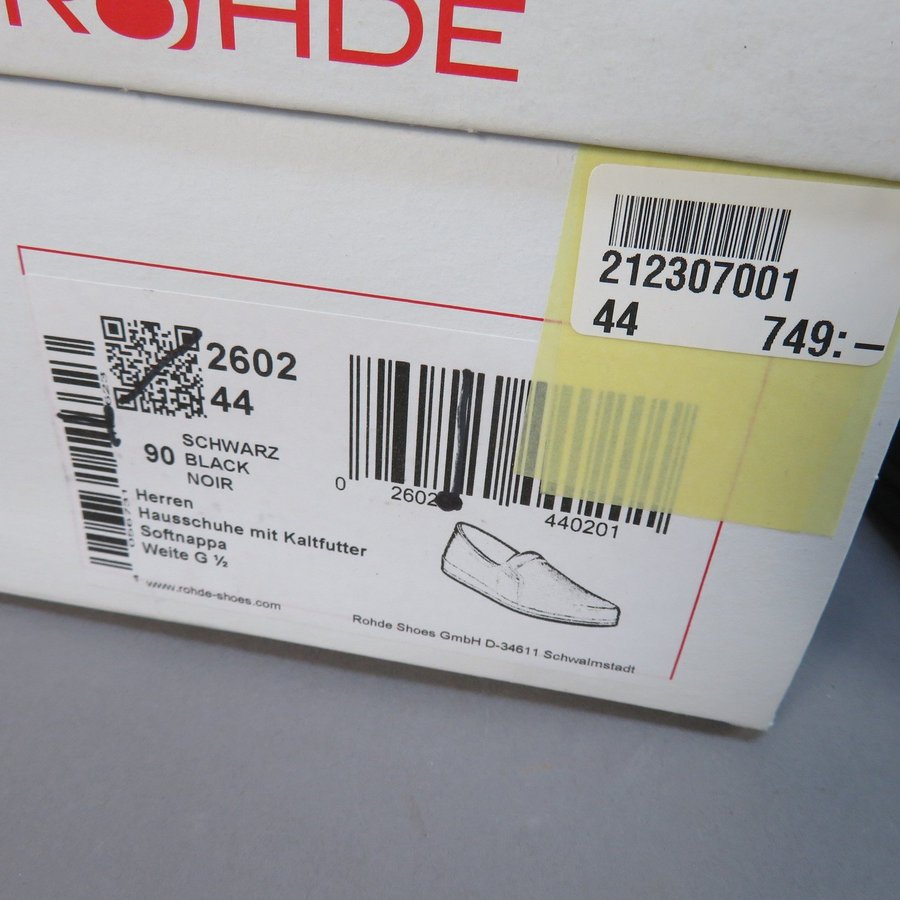 ROHDE
212307001
44 749:–
2602
44
90 SCHWARZ
BLACK
NOIR
Herren
Hausschuhe mit Kaltfutter
Softnappa
Weite G ½
www.rohde-shoes.com
0 2602
440201
Rohde Shoes GmbH D-34611 Schwalmstadt